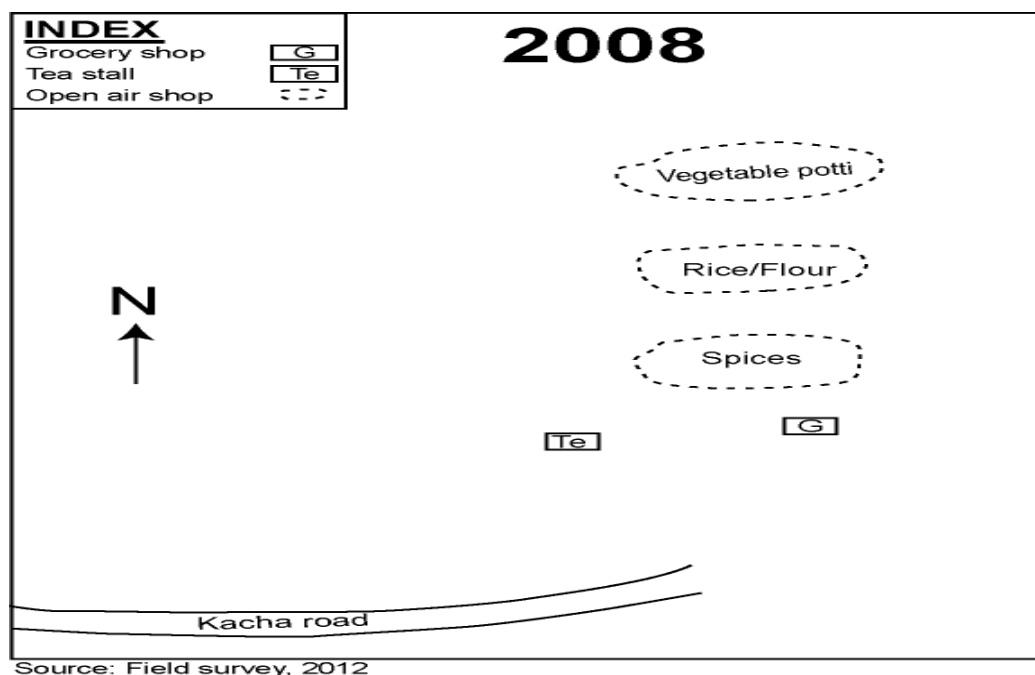 INDEX
Grocery shop G
Tea stall Te
Open air shop
2008
Vegetable potti
Rice/Flour
N
Spices
G
Te
Kacha road
Source: Field survey, 2012